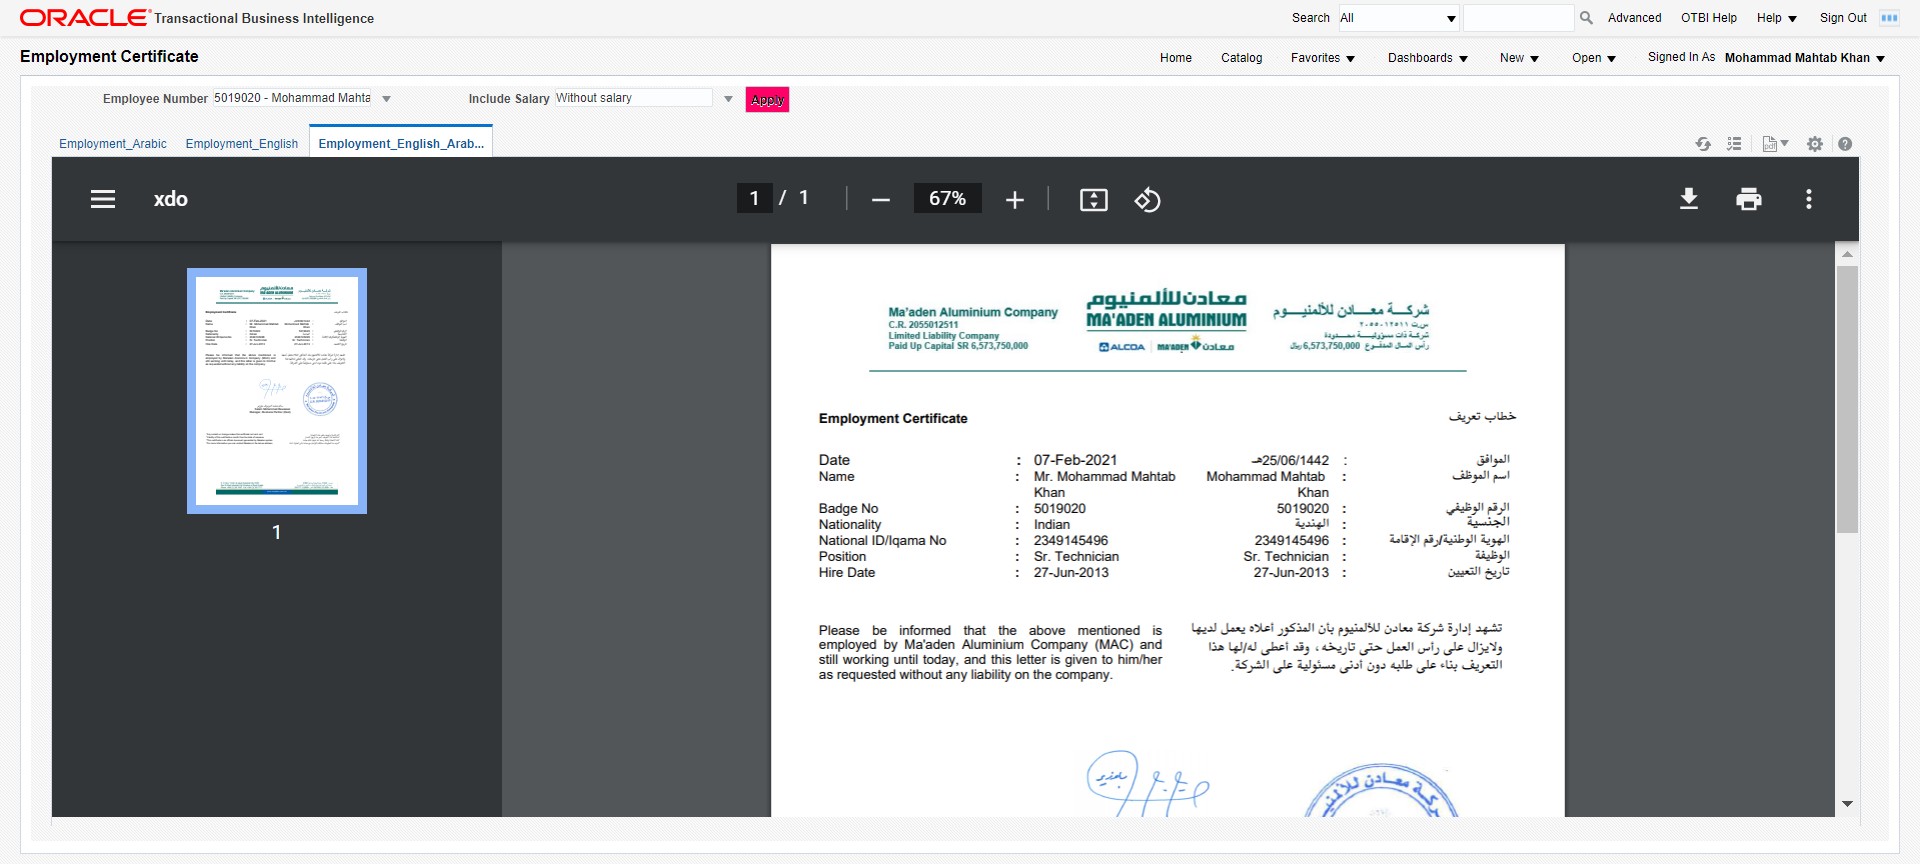 ORACLE Transactional Business Intelligence
Search All Advanced OTBI Help Help Sign Out
Employment Certificate
Home Catalog Favorites Dashboards New Open Signed In As Mohammad Mahtab Khan
Employee Number 5019020 - Mohammad Mahta Include Salary Without salary Apply
Employment_Arabic Employment_English Employment_English_Arab...
xdo 1 / 1 67%
1
Ma'aden Aluminium Company
C.R. 2055012511
Limited Liability Company
Paid Up Capital SR 6,573,750,000
معادن للألمنيوم
MA'ADEN ALUMINIUM
ALCOA MA'ADEN معادن
شركة معادن للألمنيوم
س.ت ٢٠٥٥٠١٢٥١١
شركة ذات مسؤولية محدودة
رأس المال المدفوع 6,573,750,000 ريال
Employment Certificate خطاب تعريف
Date : 07-Feb-2021 25/06/1442هـ : الموافق
Name : Mr. Mohammad Mahtab Khan Mohammad Mahtab Khan : اسم الموظف
Badge No : 5019020 5019020 : الرقم الوظيفي
Nationality : Indian الهندية : الجنسية
National ID/Iqama No : 2349145496 2349145496 : الهوية الوطنية/رقم الإقامة
Position : Sr. Technician Sr. Technician : الوظيفة
Hire Date : 27-Jun-2013 27-Jun-2013 : تاريخ التعيين
Please be informed that the above mentioned is
employed by Ma'aden Aluminium Company (MAC) and
still working until today, and this letter is given to him/her
as requested without any liability on the company.
تشهد إدارة شركة معادن للألمنيوم بأن المذكور أعلاه يعمل لديها
ولايزال على رأس العمل حتى تاريخه ، وقد أعطى له/لها هذا
التعريف بناء على طلبه دون أدنى مسئولية على الشركة.
شركة معادن للألمنيوم